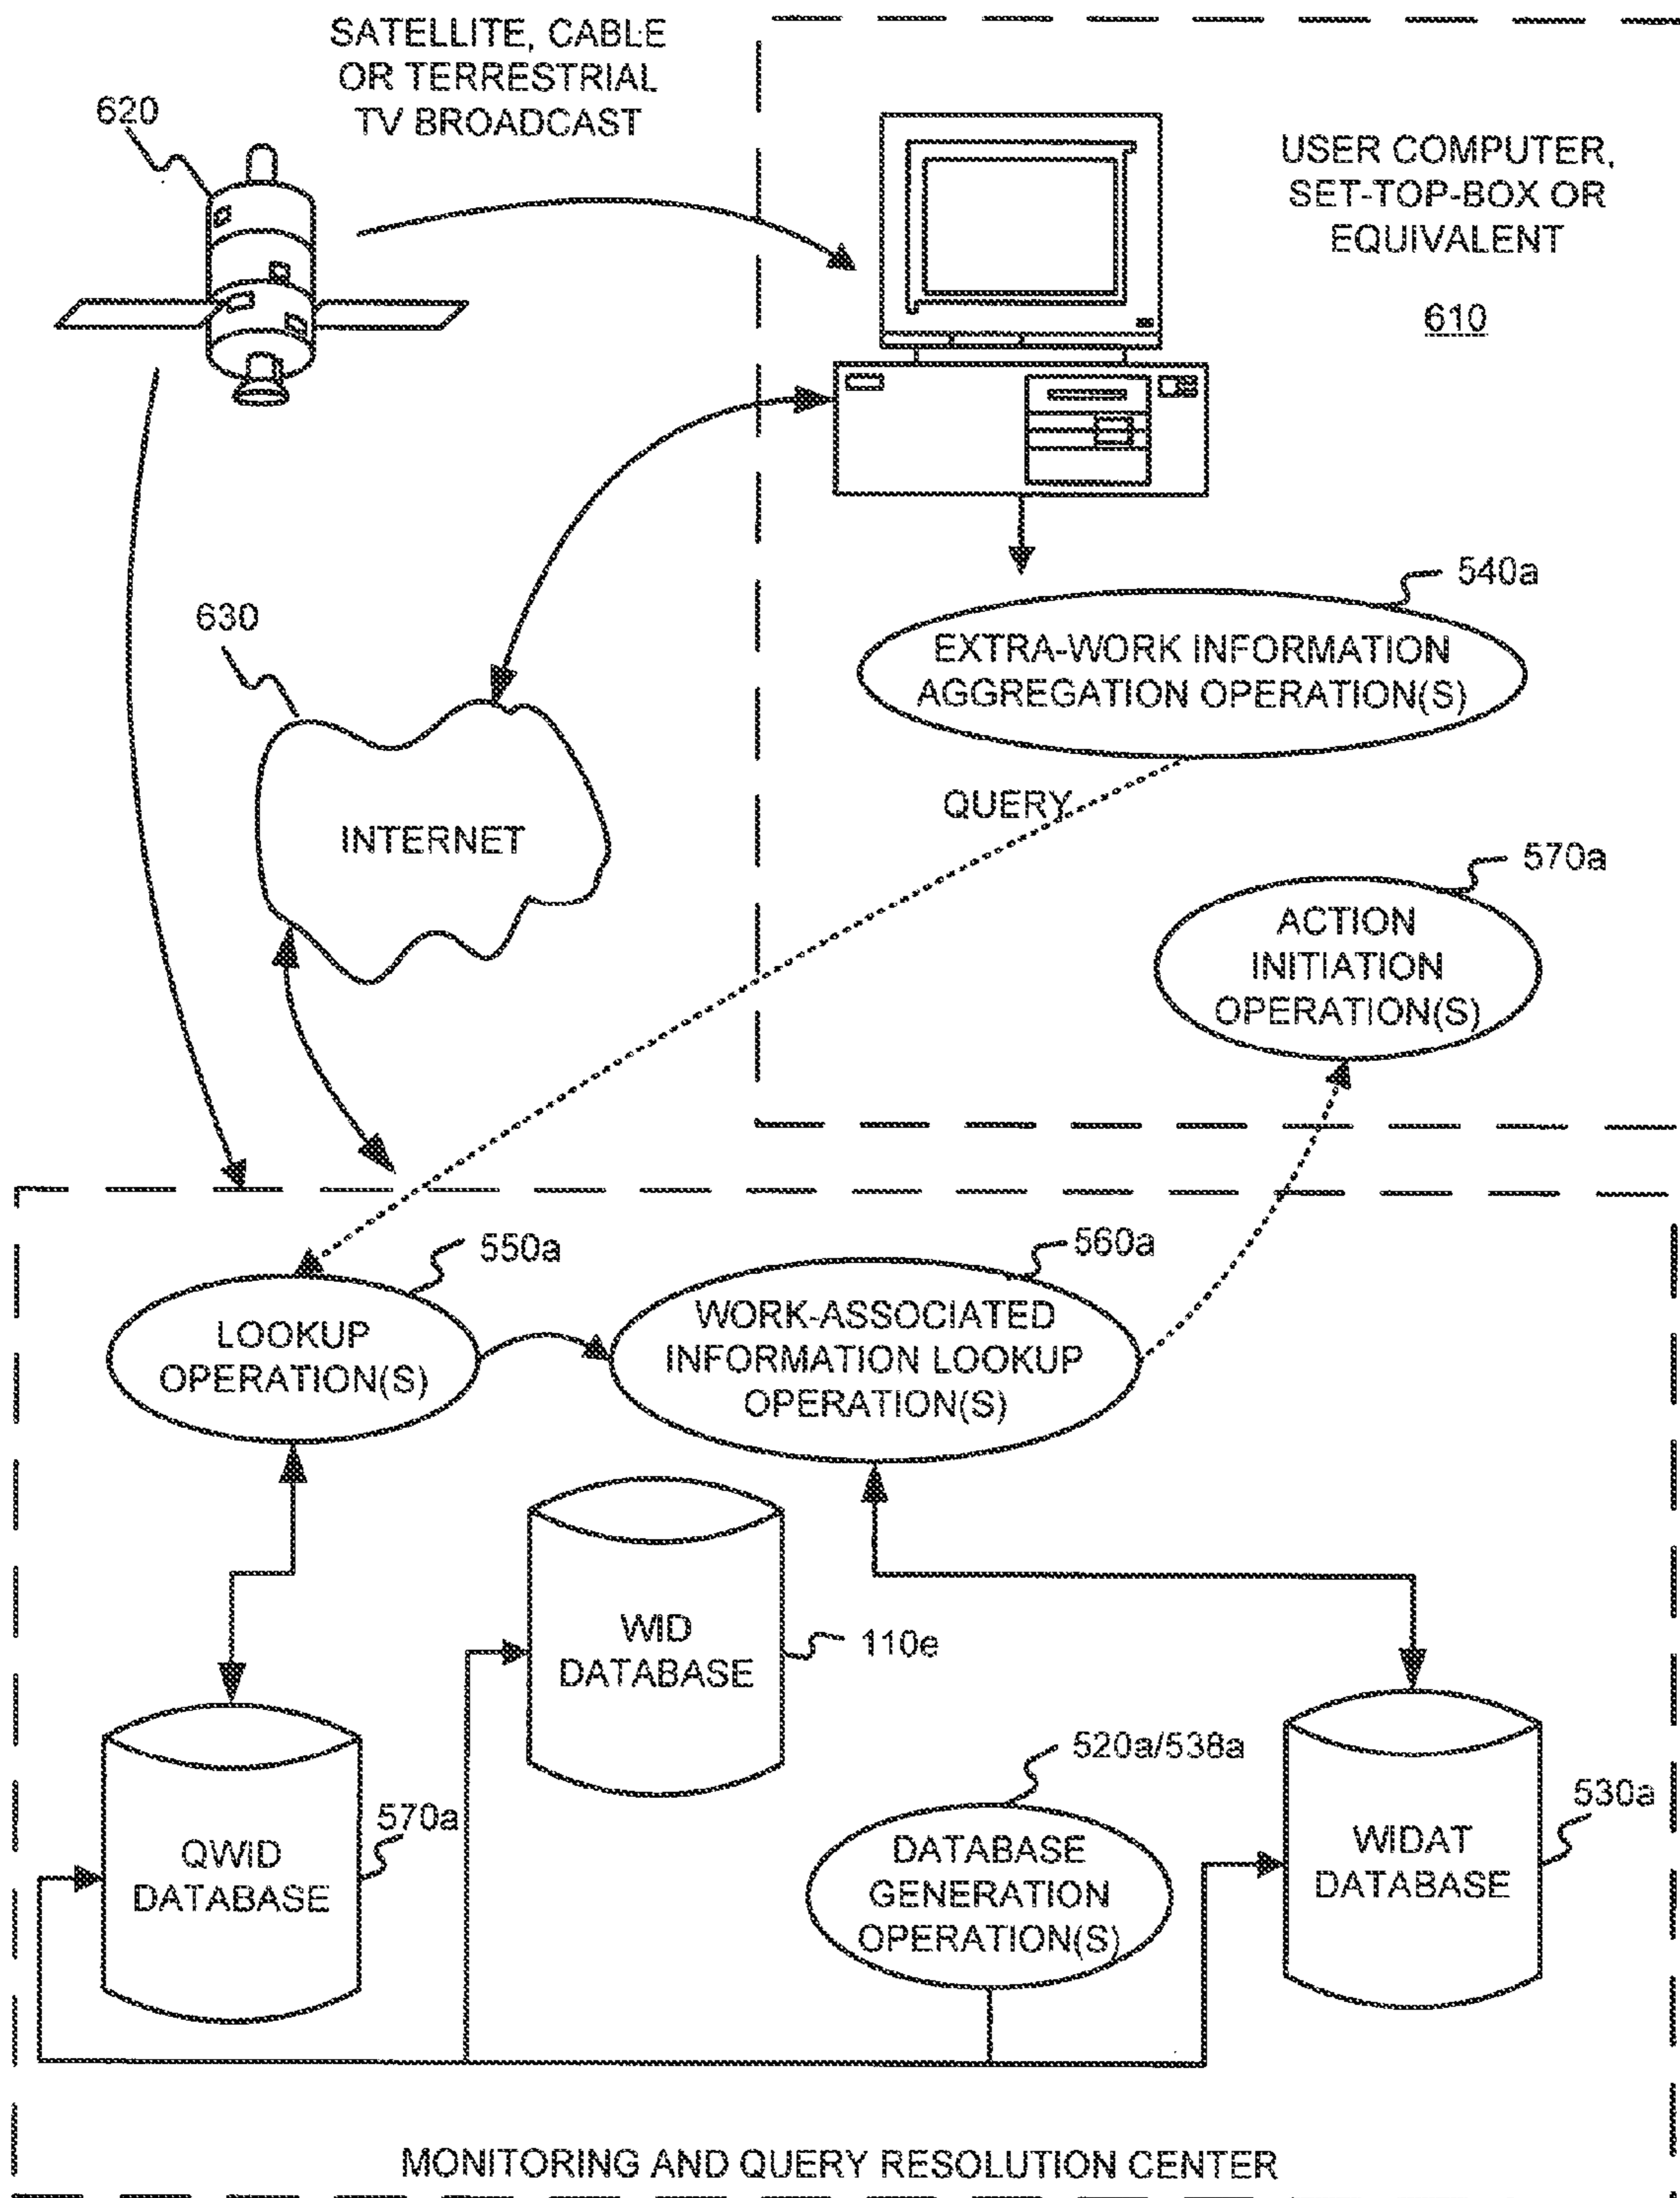 SATELLITE, CABLE
OR TERRESTRIAL
TV BROADCAST
620
USER COMPUTER,
SET-TOP-BOX OR
EQUIVALENT
610
540a
EXTRA-WORK INFORMATION
AGGREGATION OPERATION(S)
630
QUERY
INTERNET
570a
ACTION
INITIATION
OPERATION(S)
550a
560a
LOOKUP
OPERATION(S)
WORK-ASSOCIATED
INFORMATION LOOKUP
OPERATION(S)
WID
DATABASE
110e
520a/538a
570a
530a
QWID
DATABASE
DATABASE
GENERATION
OPERATION(S)
WIDAT
DATABASE
MONITORING AND QUERY RESOLUTION CENTER